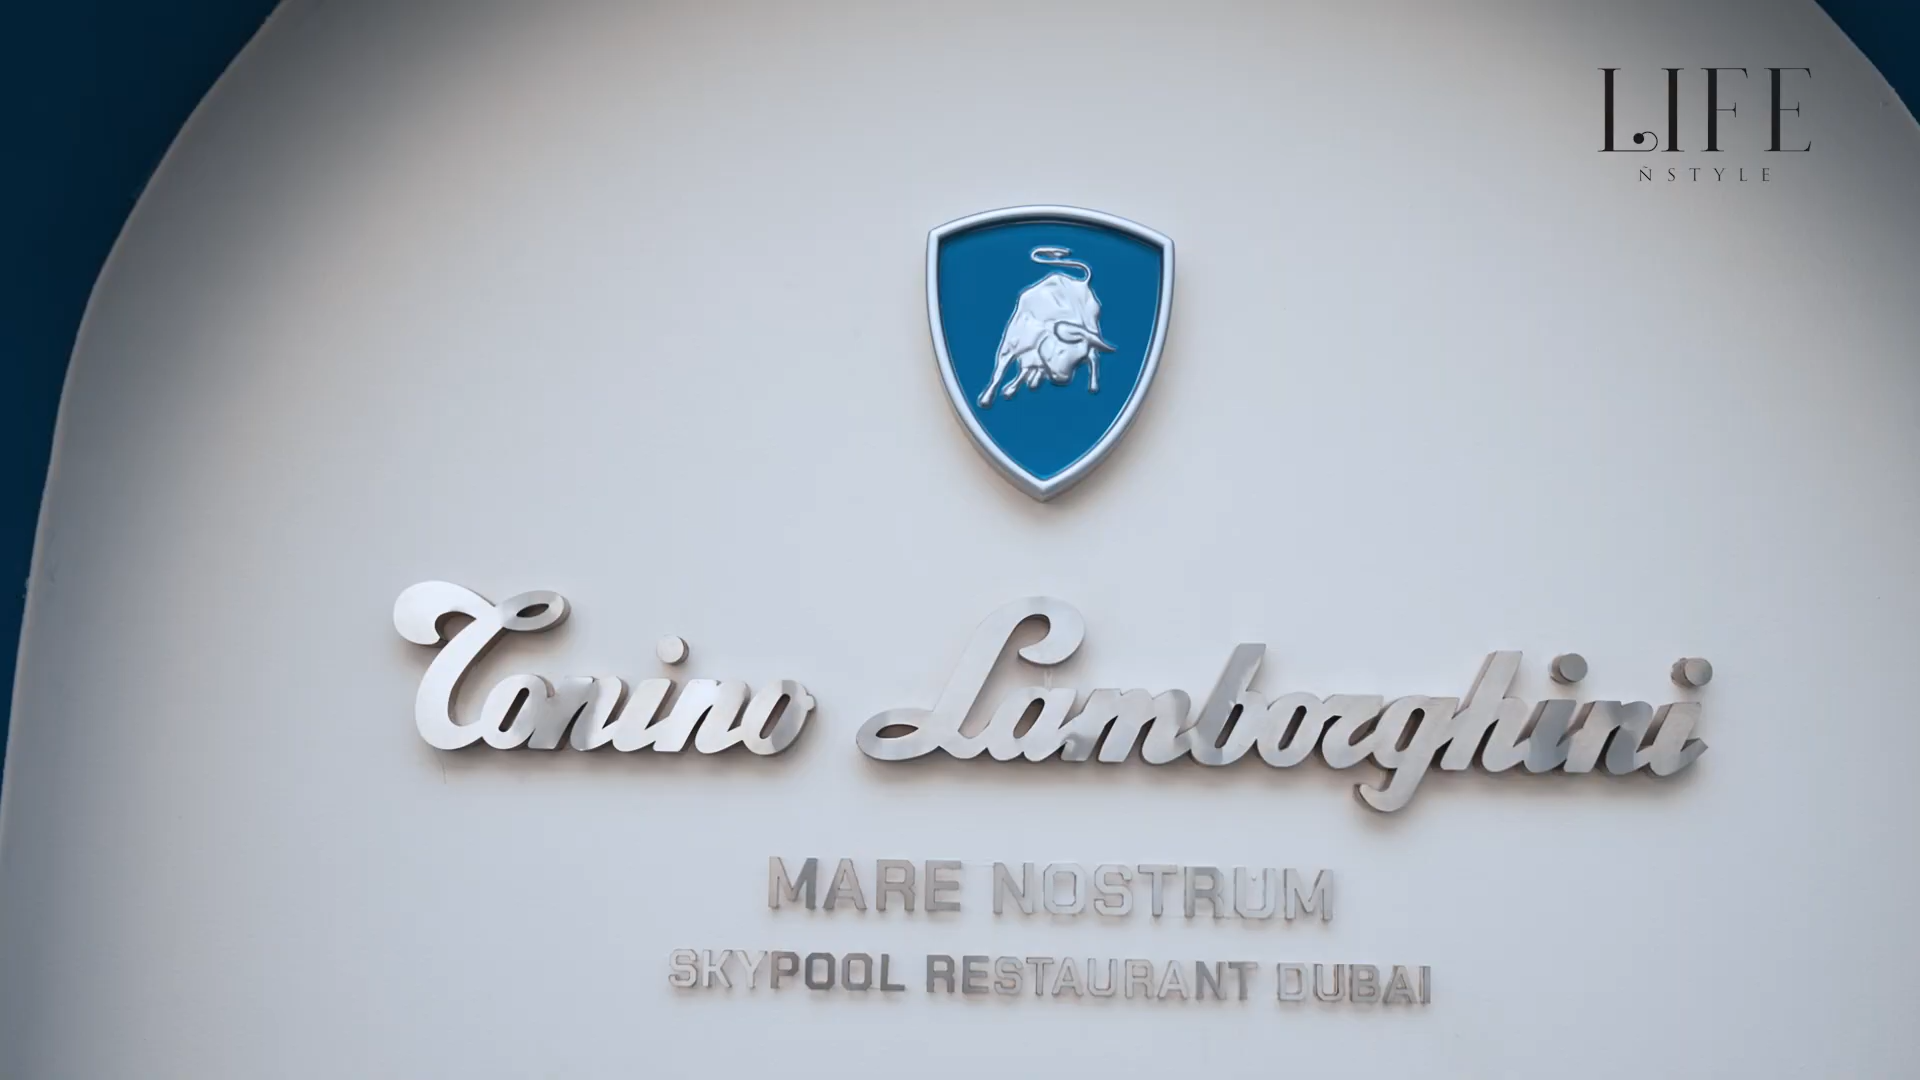 LIFE
ÑSTYLE
Tonino Lamborghini
MARE NOSTRUM
SKYPOOL RESTAURANT DUBAI